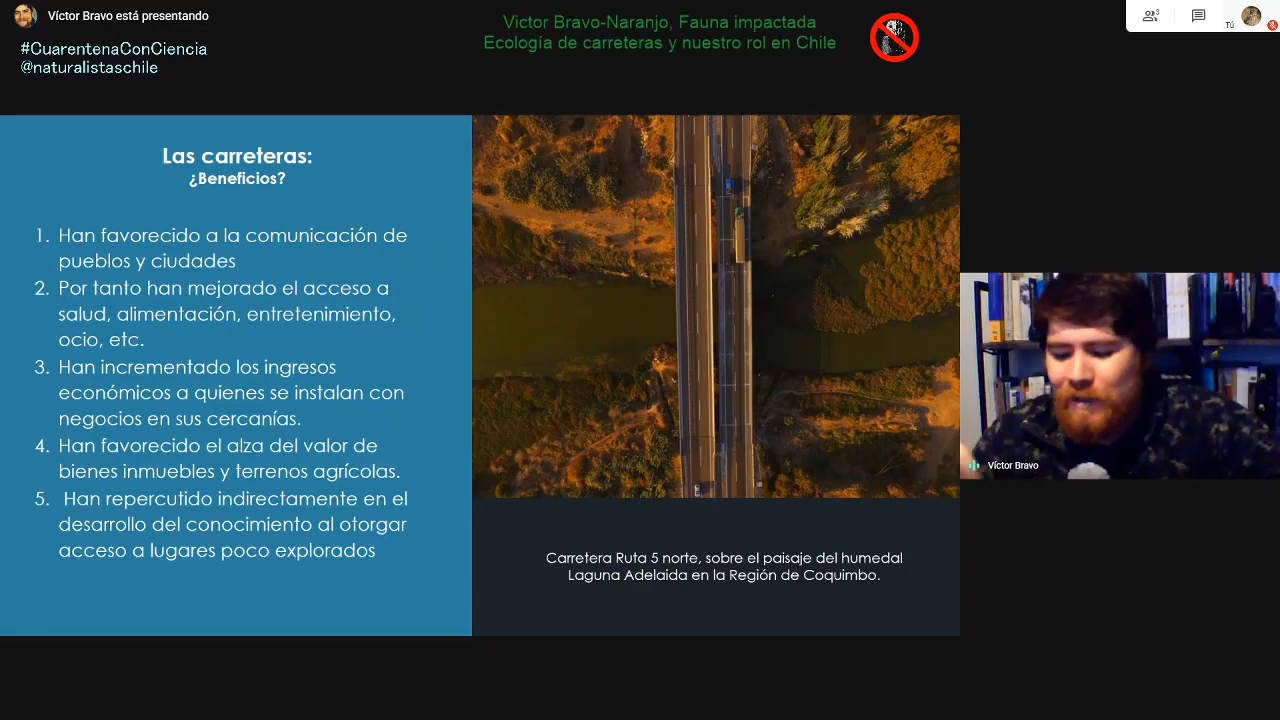 Víctor Bravo está presentando
#CuarentenaConCiencia
@naturalistaschile
Victor Bravo-Naranjo, Fauna impactada
Ecología de carreteras y nuestro rol en Chile
3
Tú
Las carreteras:
¿Beneficios?
1. Han favorecido a la comunicación de
pueblos y ciudades
2. Por tanto han mejorado el acceso a
salud, alimentación, entretenimiento,
ocio, etc.
3. Han incrementado los ingresos
económicos a quienes se instalan con
negocios en sus cercanías.
4. Han favorecido el alza del valor de
bienes inmuebles y terrenos agrícolas.
5. Han repercutido indirectamente en el
desarrollo del conocimiento al otorgar
acceso a lugares poco explorados
Carretera Ruta 5 norte, sobre el paisaje del humedal
Laguna Adelaida en la Región de Coquimbo.
Víctor Bravo